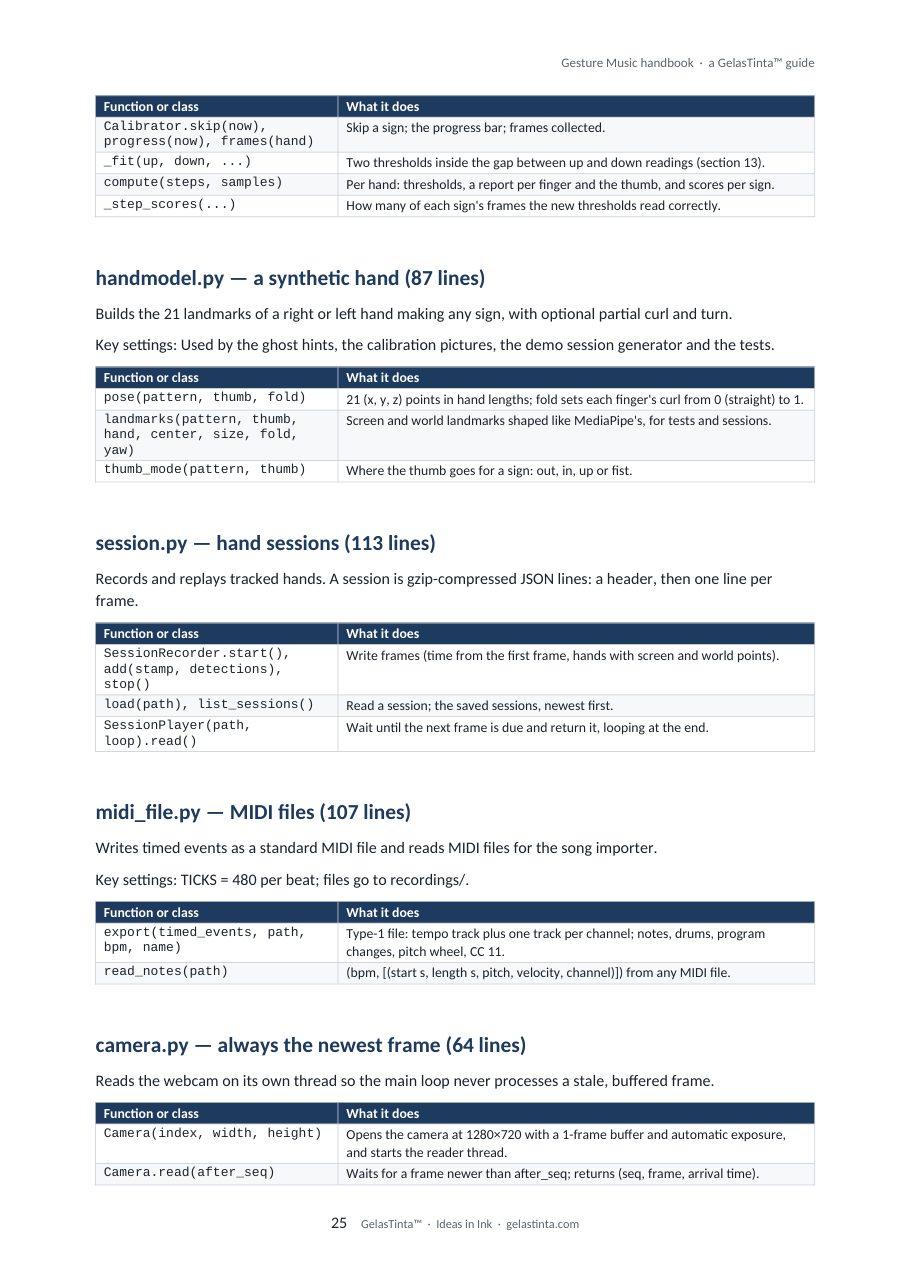 Gesture Music handbook · a GelasTinta™ guide
Function or class What it does
Calibrator.skip(now), Skip a sign; the progress bar; frames collected.
progress(now), frames(hand)
_fit(up, down, ...) Two thresholds inside the gap between up and down readings (section 13).
compute(steps, samples) Per hand: thresholds, a report per finger and the thumb, and scores per sign.
_step_scores(...) How many of each sign's frames the new thresholds read correctly.
handmodel.py — a synthetic hand (87 lines)
Builds the 21 landmarks of a right or left hand making any sign, with optional partial curl and turn.
Key settings: Used by the ghost hints, the calibration pictures, the demo session generator and the tests.
Function or class What it does
pose(pattern, thumb, fold) 21 (x, y, z) points in hand lengths; fold sets each finger's curl from 0 (straight) to 1.
landmarks(pattern, thumb, Screen and world landmarks shaped like MediaPipe's, for tests and sessions.
hand, center, size, fold,
yaw)
thumb_mode(pattern, thumb) Where the thumb goes for a sign: out, in, up or fist.
session.py — hand sessions (113 lines)
Records and replays tracked hands. A session is gzip-compressed JSON lines: a header, then one line per
frame.
Function or class What it does
SessionRecorder.start(), Write frames (time from the first frame, hands with screen and world points).
add(stamp, detections),
stop()
load(path), list_sessions() Read a session; the saved sessions, newest first.
SessionPlayer(path, Wait until the next frame is due and return it, looping at the end.
loop).read()
midi_file.py — MIDI files (107 lines)
Writes timed events as a standard MIDI file and reads MIDI files for the song importer.
Key settings: TICKS = 480 per beat; files go to recordings/.
Function or class What it does
export(timed_events, path, Type-1 file: tempo track plus one track per channel; notes, drums, program
bpm, name) changes, pitch wheel, CC 11.
read_notes(path) (bpm, [(start s, length s, pitch, velocity, channel)]) from any MIDI file.
camera.py — always the newest frame (64 lines)
Reads the webcam on its own thread so the main loop never processes a stale, buffered frame.
Function or class What it does
Camera(index, width, height) Opens the camera at 1280×720 with a 1-frame buffer and automatic exposure,
and starts the reader thread.
Camera.read(after_seq) Waits for a frame newer than after_seq; returns (seq, frame, arrival time).
25 GelasTinta™ · Ideas in Ink · gelastinta.com